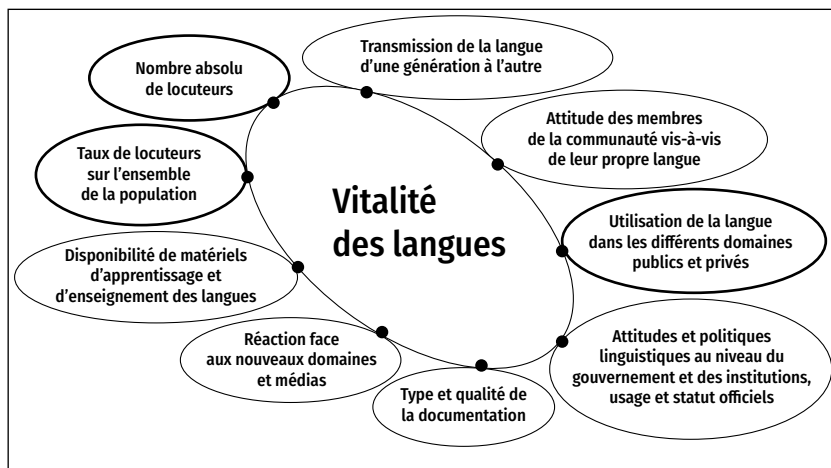 Transmission de la langue
d’une génération à l’autre
Nombre absolu
de locuteurs
Attitude des membres
de la communauté vis-à-vis
de leur propre langue
Taux de locuteurs
sur l’ensemble
de la population
Vitalité
des langues
Utilisation de la langue
dans les différents domaines
publics et privés
Disponibilité de matériels
d’apprentissage et
d’enseignement des langues
Réaction face
aux nouveaux domaines
et médias
Attitudes et politiques
linguistiques au niveau du
gouvernement et des institutions,
usage et statut officiels
Type et qualité de
la documentation